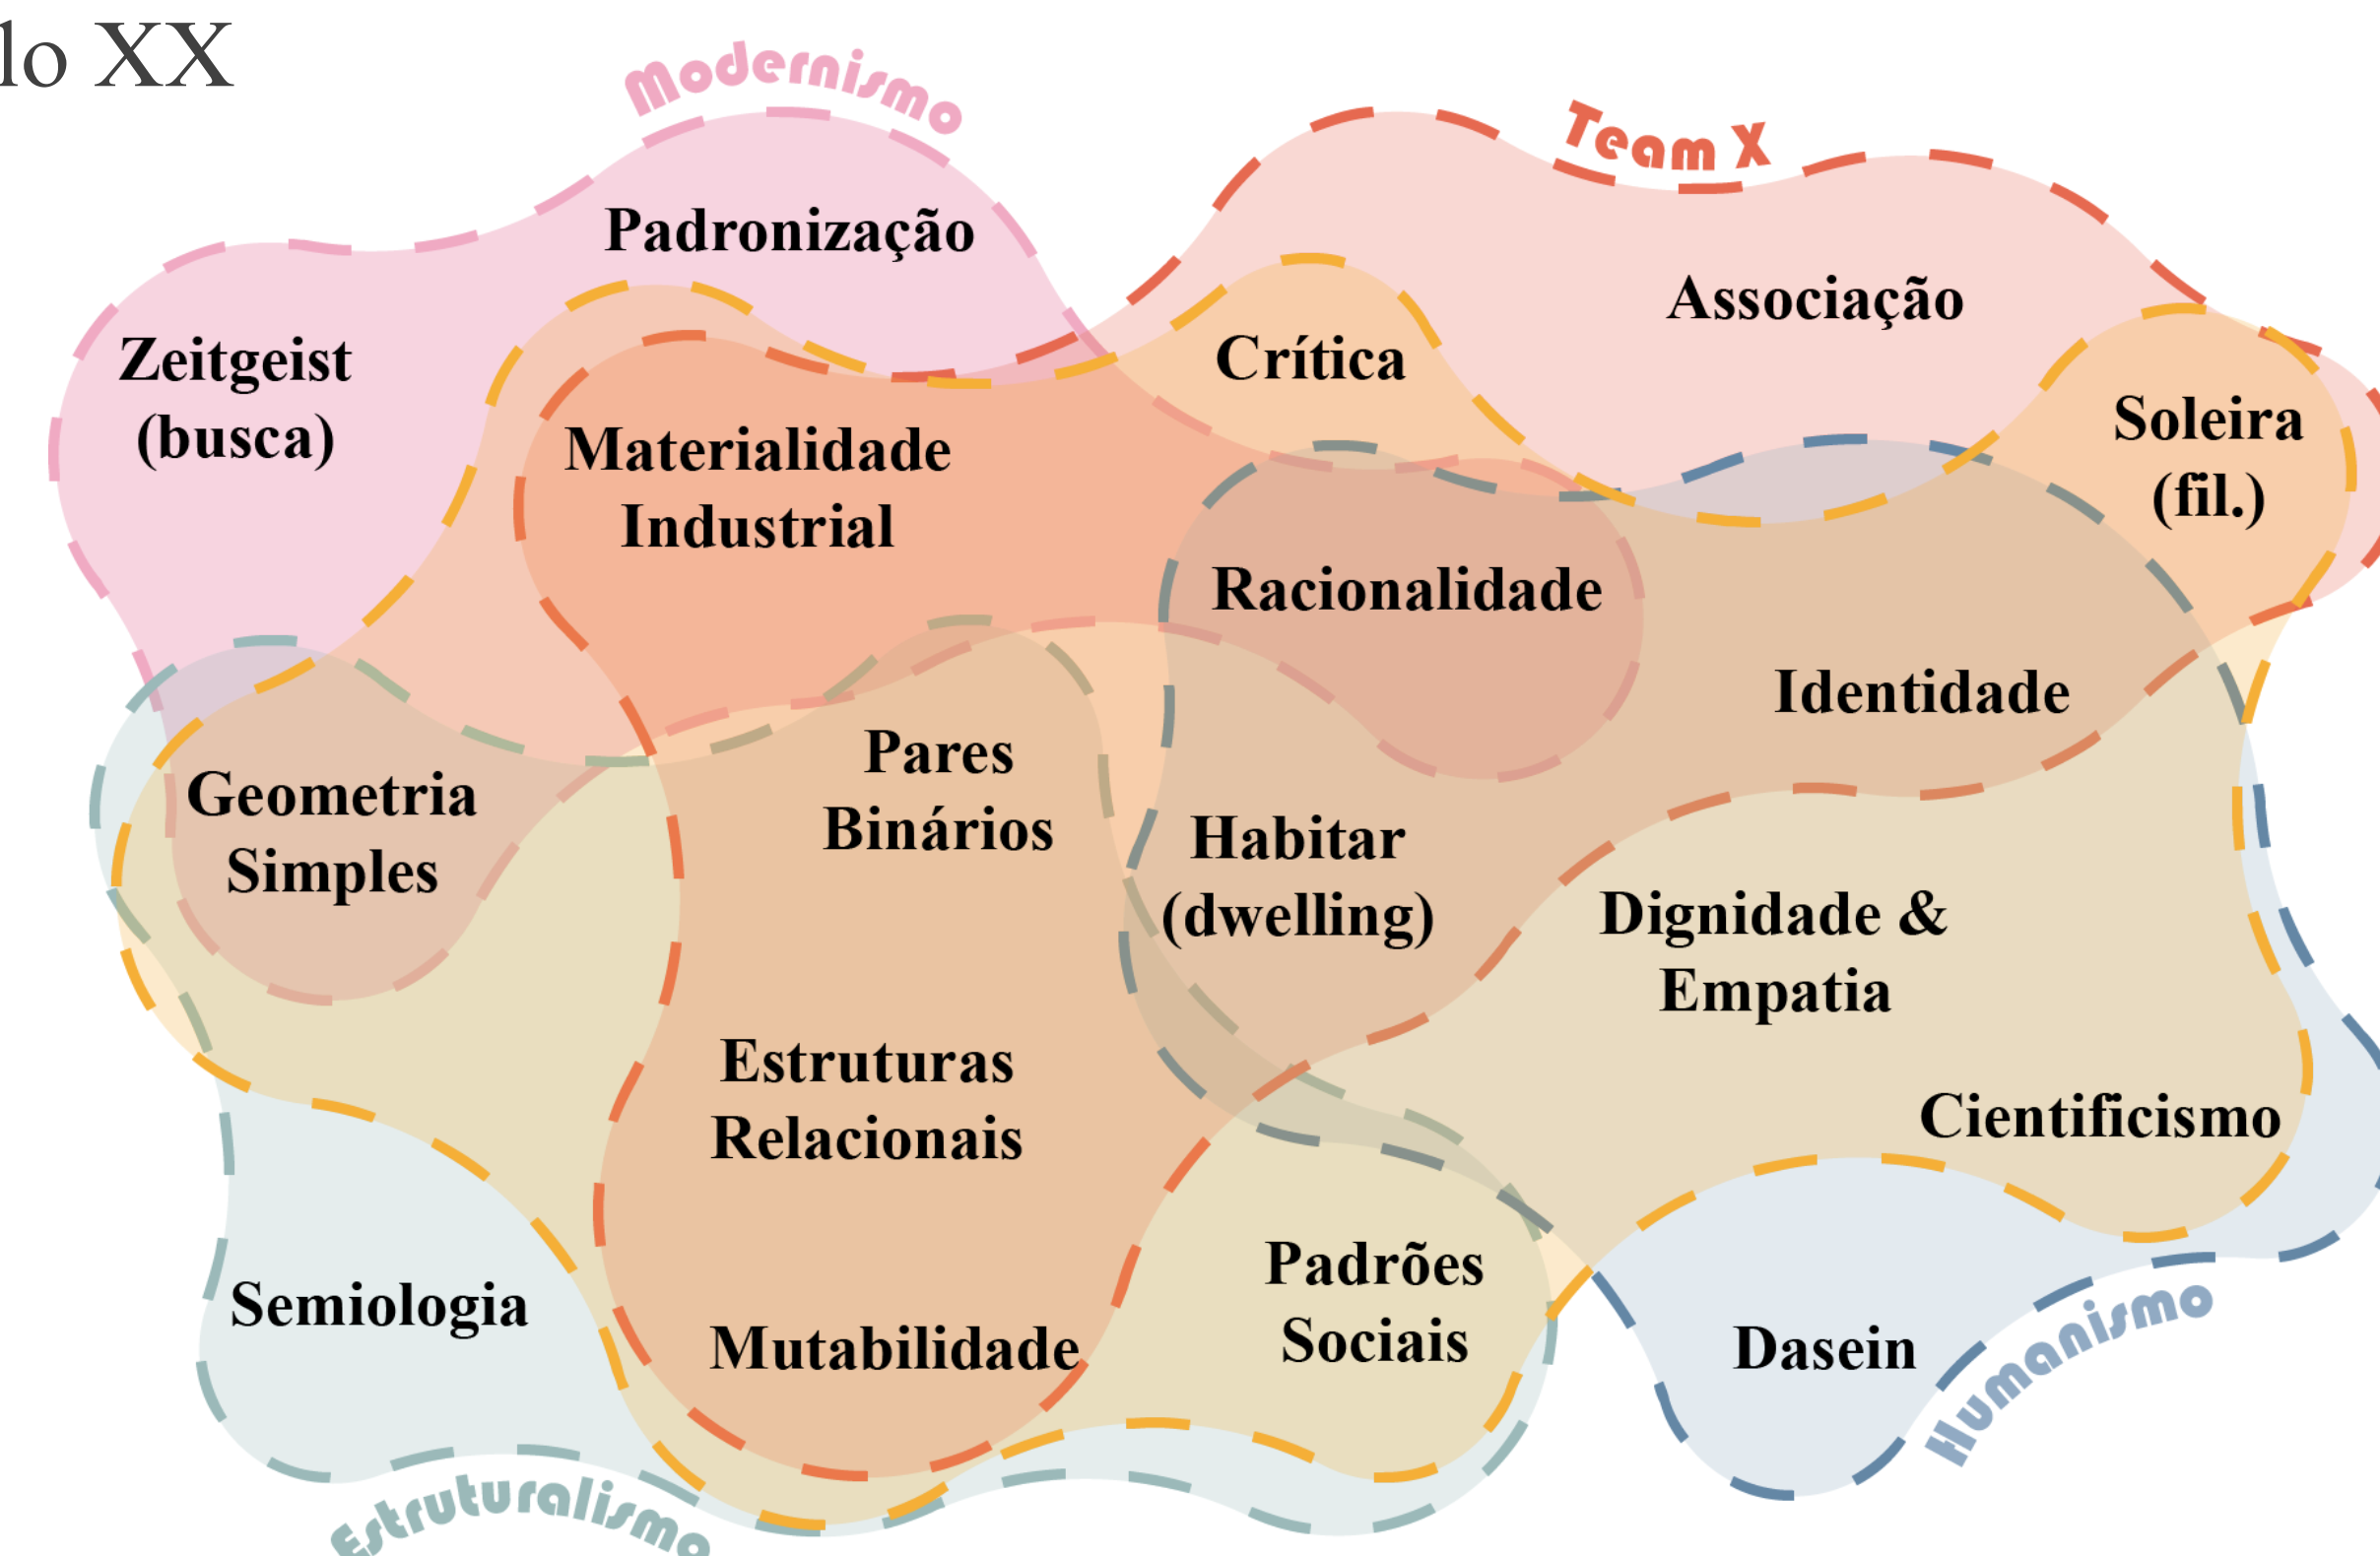 lo XX
Modernismo
Team X
Padronização
Associação
Zeitgeist
(busca)
Crítica
Soleira
(fil.)
Materialidade
Industrial
Racionalidade
Identidade
Pares
Binários
Geometria
Simples
Habitar
(dwelling)
Dignidade &
Empatia
Estruturas
Relacionais
Cientificismo
Padrões
Sociais
Semiologia
Mutabilidade
Dasein
Humanismo
Estruturalismo